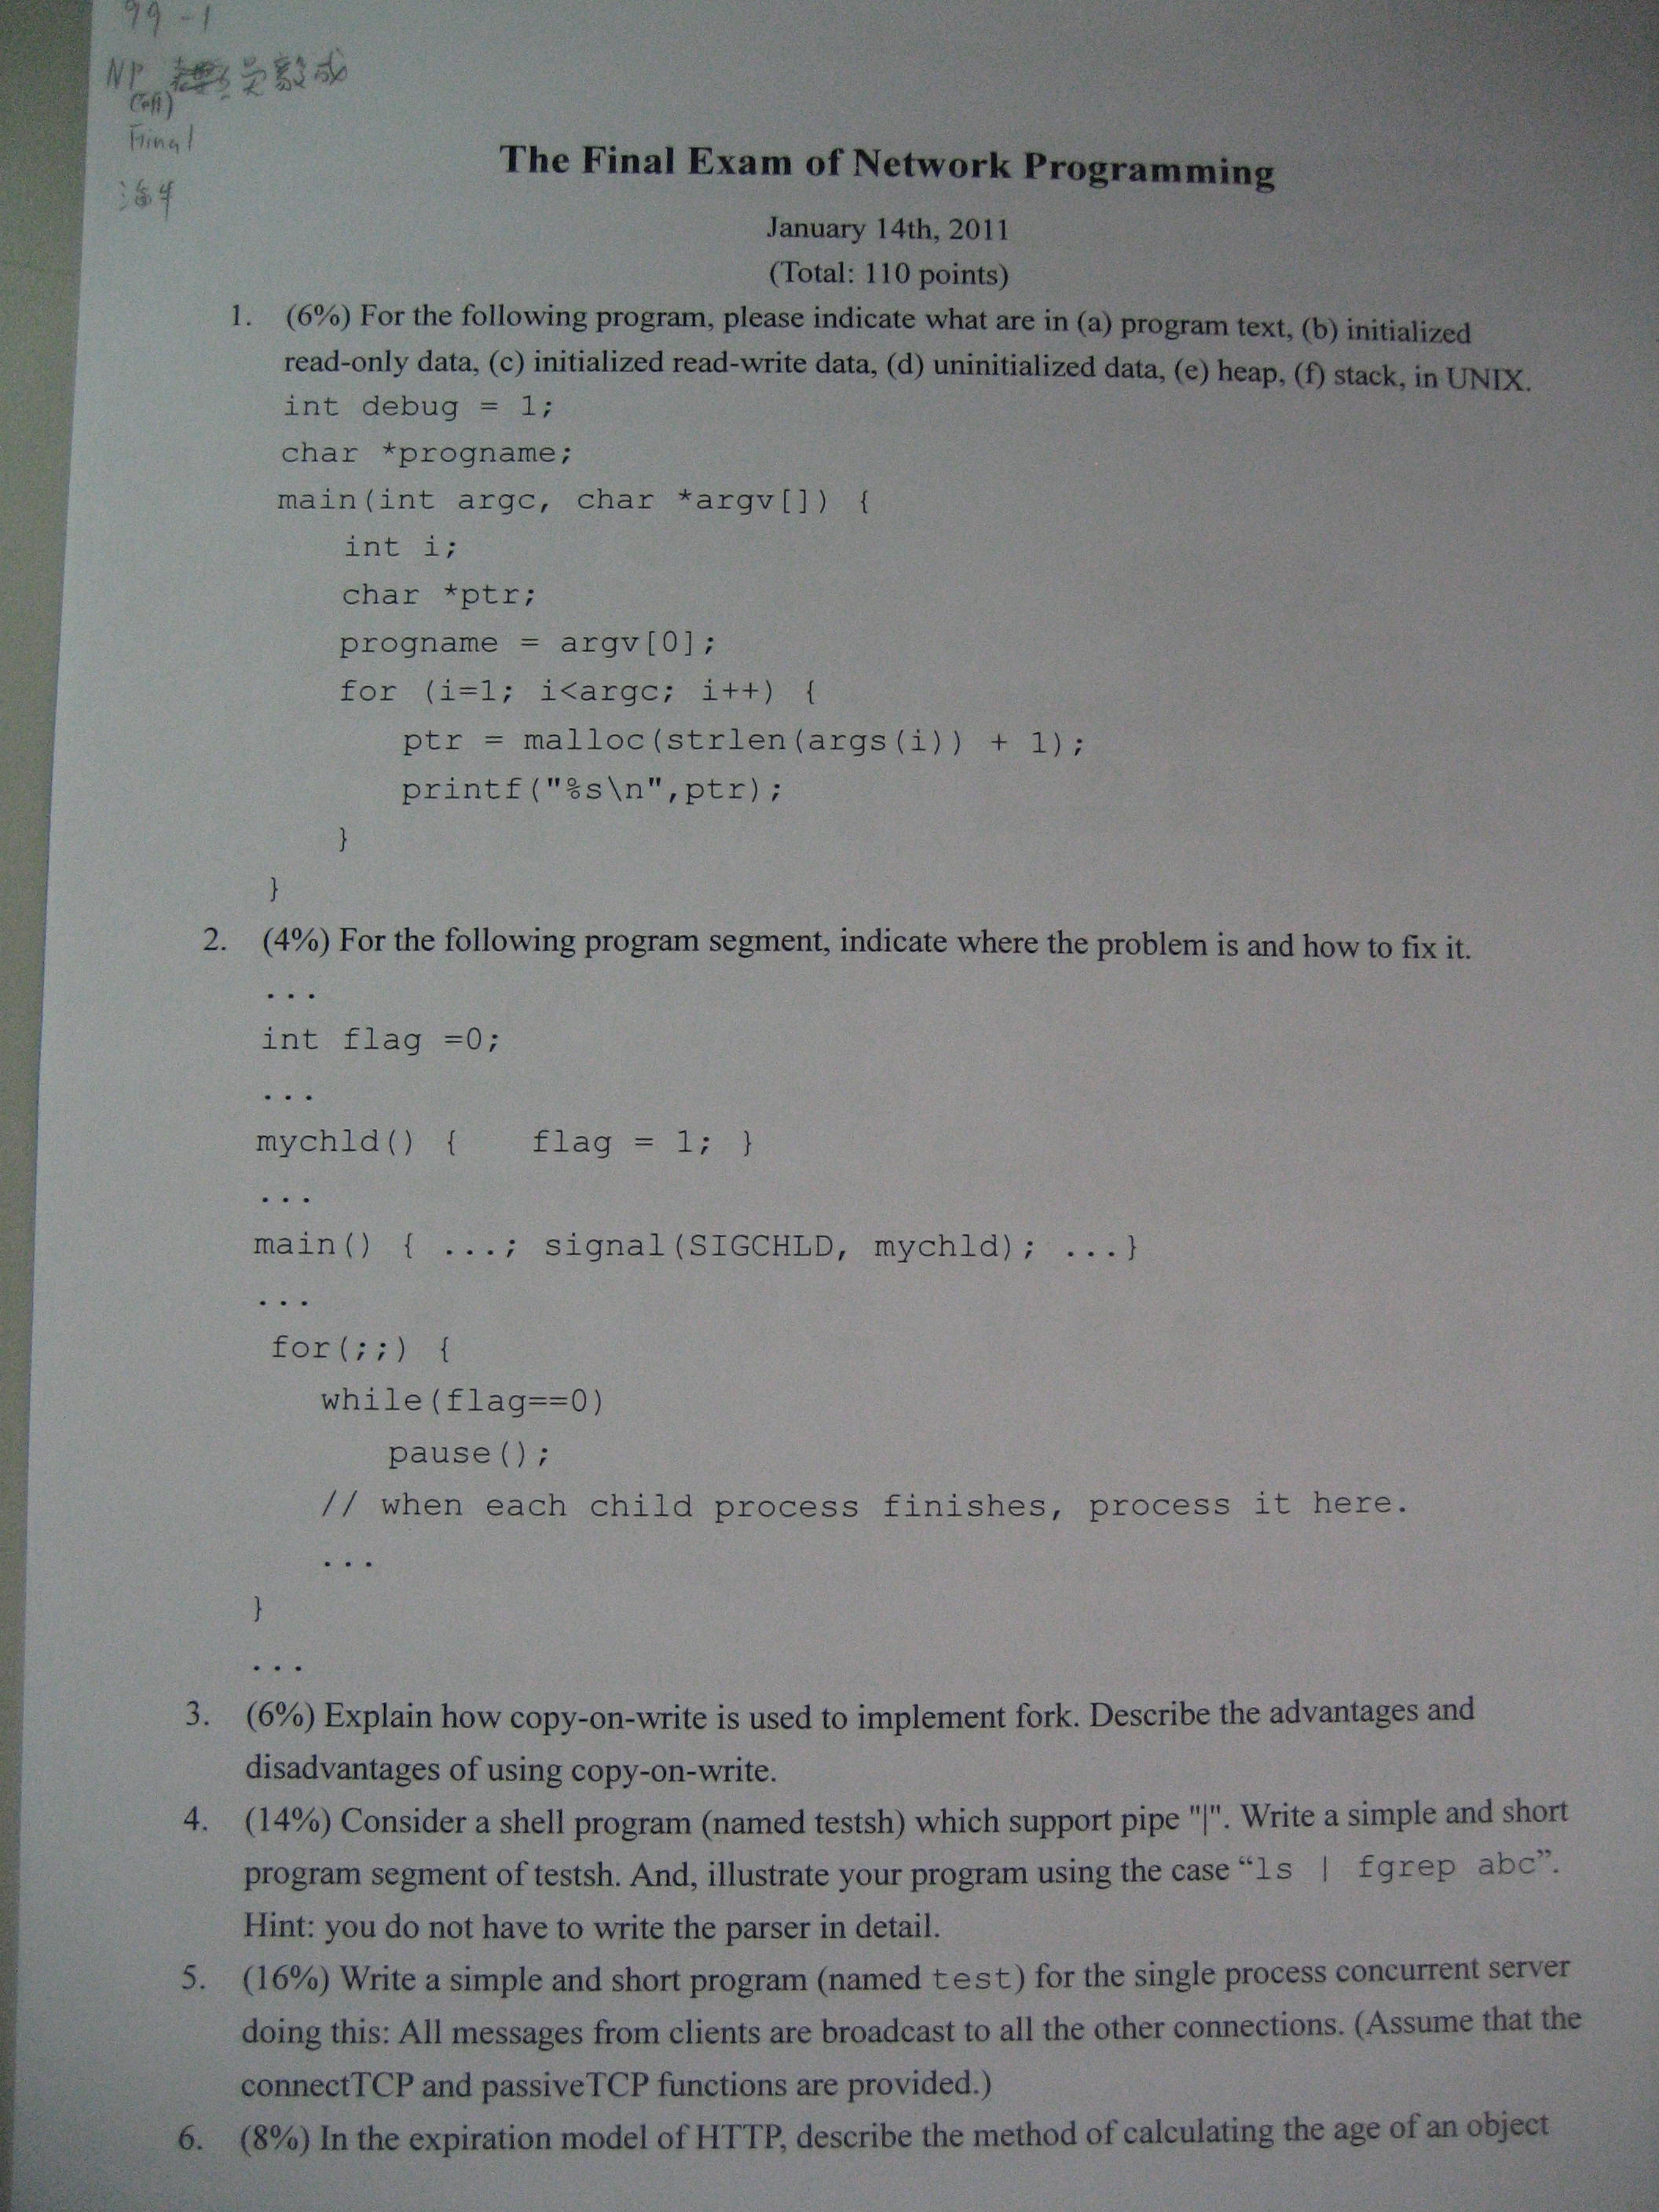 99-1
NP 吳毅成
Final
The Final Exam of Network Programming
January 14th, 2011
(Total: 110 points)
1. (6%) For the following program, please indicate what are in (a) program text, (b) initialized
read-only data, (c) initialized read-write data, (d) uninitialized data, (e) heap, (f) stack, in UNIX.
int debug = 1;
char *progname;
main(int argc, char *argv[]) {
int i;
char *ptr;
progname = argv[0];
for (i=1; i<argc; i++) {
ptr = malloc(strlen(args(i)) + 1);
printf("%s\n",ptr);
}
}
2. (4%) For the following program segment, indicate where the problem is and how to fix it.
...
int flag =0;
...
mychld() { flag = 1; }
...
main() { ...; signal(SIGCHLD, mychld); ...}
...
for(;;) {
while(flag==0)
pause();
// when each child process finishes, process it here.
...
}
...
3. (6%) Explain how copy-on-write is used to implement fork. Describe the advantages and
disadvantages of using copy-on-write.
4. (14%) Consider a shell program (named testsh) which support pipe "|". Write a simple and short
program segment of testsh. And, illustrate your program using the case “ls | fgrep abc”.
Hint: you do not have to write the parser in detail.
5. (16%) Write a simple and short program (named test) for the single process concurrent server
doing this: All messages from clients are broadcast to all the other connections. (Assume that the
connectTCP and passiveTCP functions are provided.)
6. (8%) In the expiration model of HTTP, describe the method of calculating the age of an object